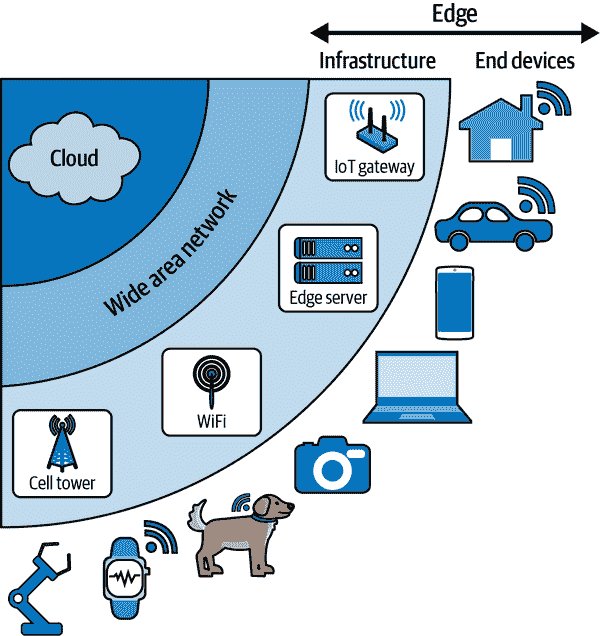 Edge
Infrastructure
End devices
Cloud
IoT gateway
Wide area network
Edge server
WiFi
Cell tower